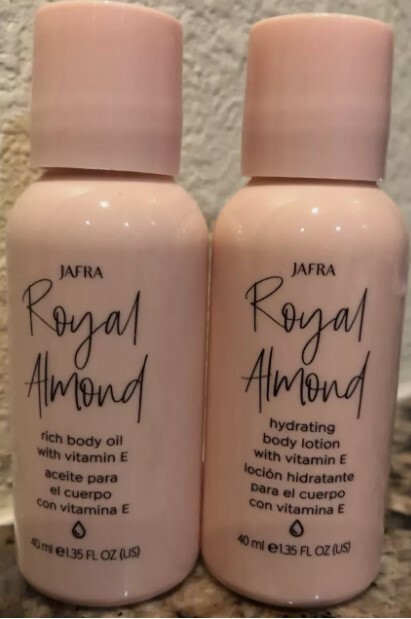 JAFRA
Royal
Almond
rich body oil
with vitamin E
aceite para
el cuerpo
con vitamina E
40 ml e1.35 FL OZ (US)
JAFRA
Royal
Almond
hydrating
body lotion
with vitamin E
loción hidratante
para el cuerpo
con vitamina E
40 ml e1.35 FL OZ (US)